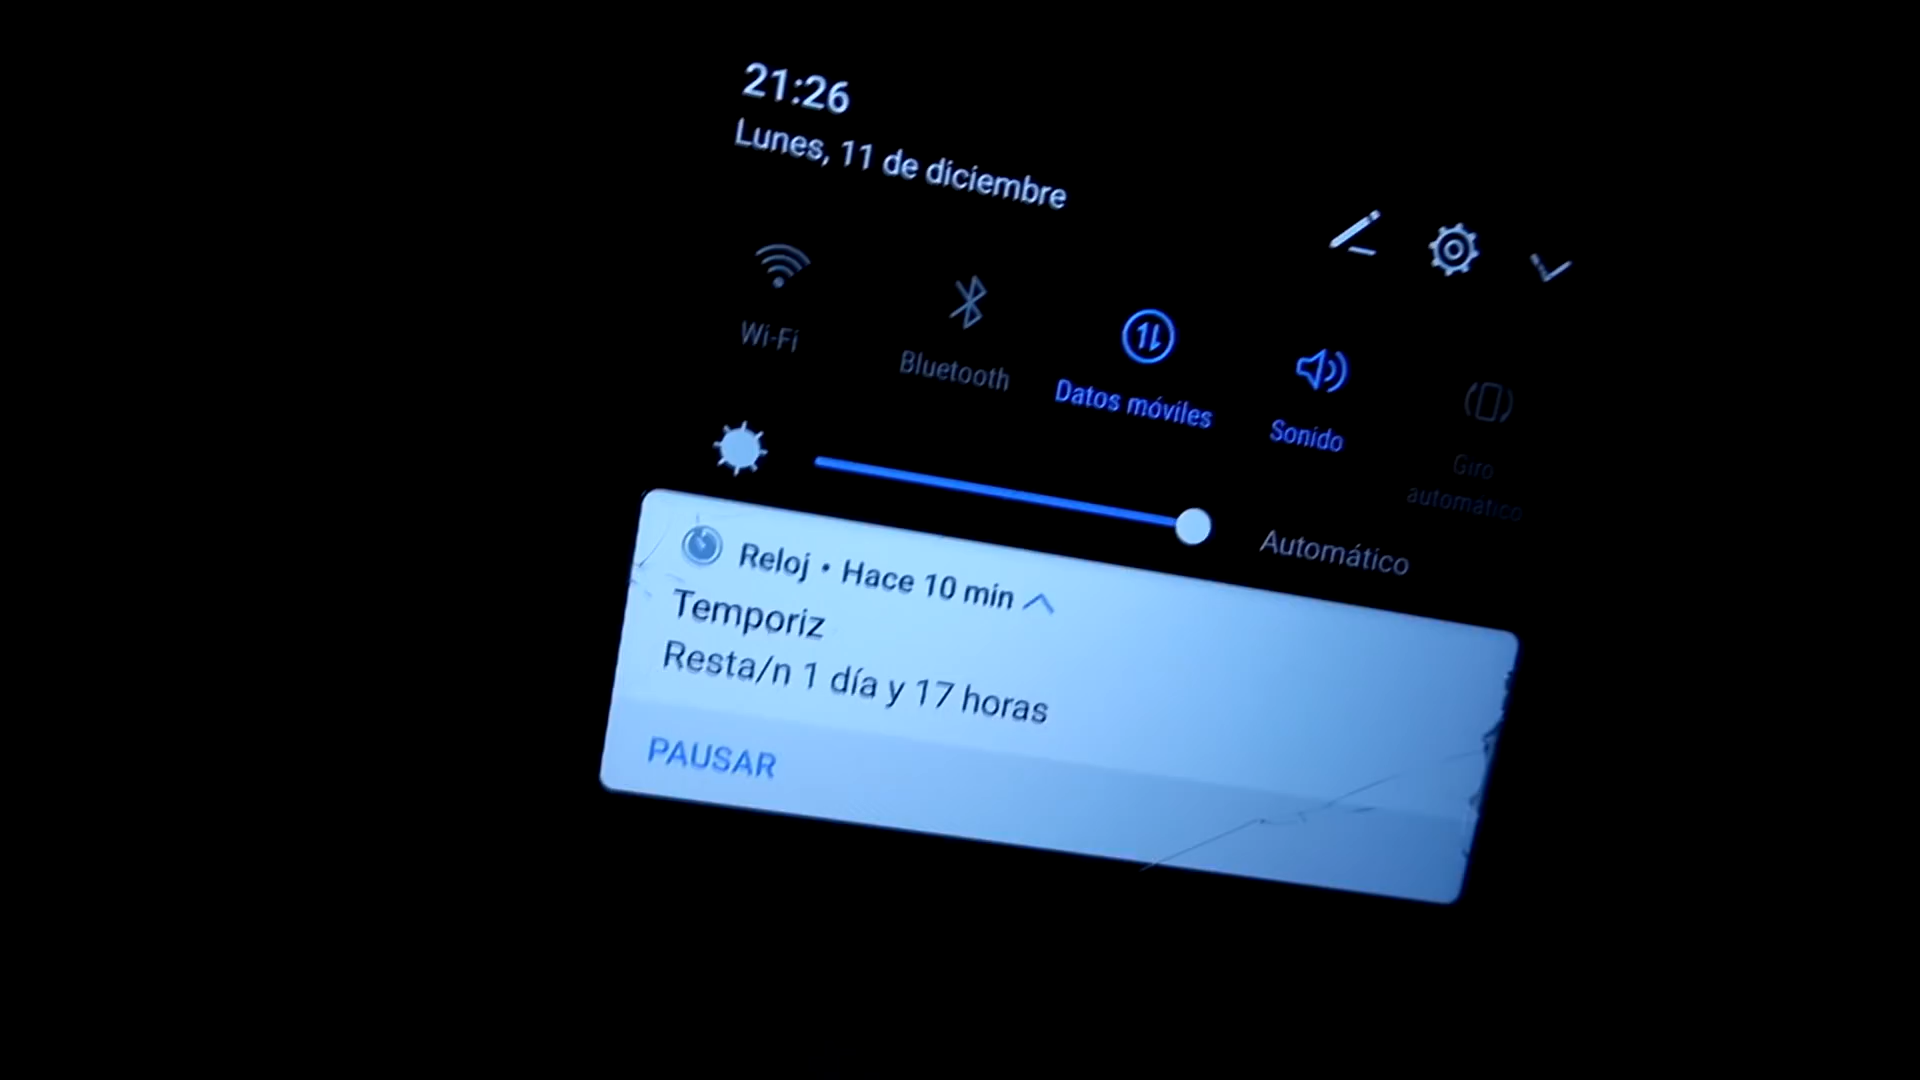 21:26
Lunes, 11 de diciembre
Wi-Fi
Bluetooth
Datos móviles
Sonido
Giro
automático
Automático
Reloj • Hace 10 min
Temporiz
Resta/n 1 día y 17 horas
PAUSAR